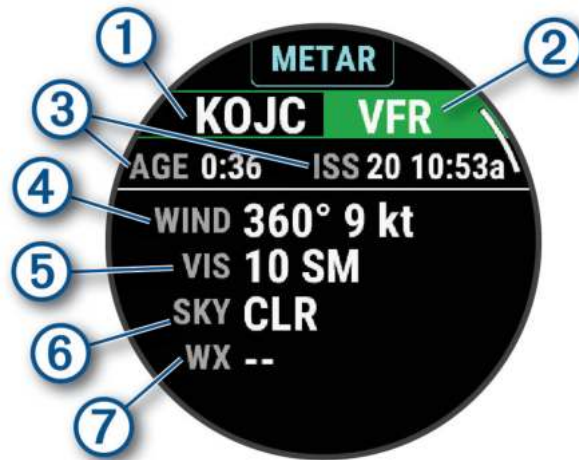 METAR
1
2
KOJC VFR
3
AGE 0:36 ISS 20 10:53a
4
WIND 360° 9 kt
5
VIS 10 SM
SKY CLR
6
WX --
7